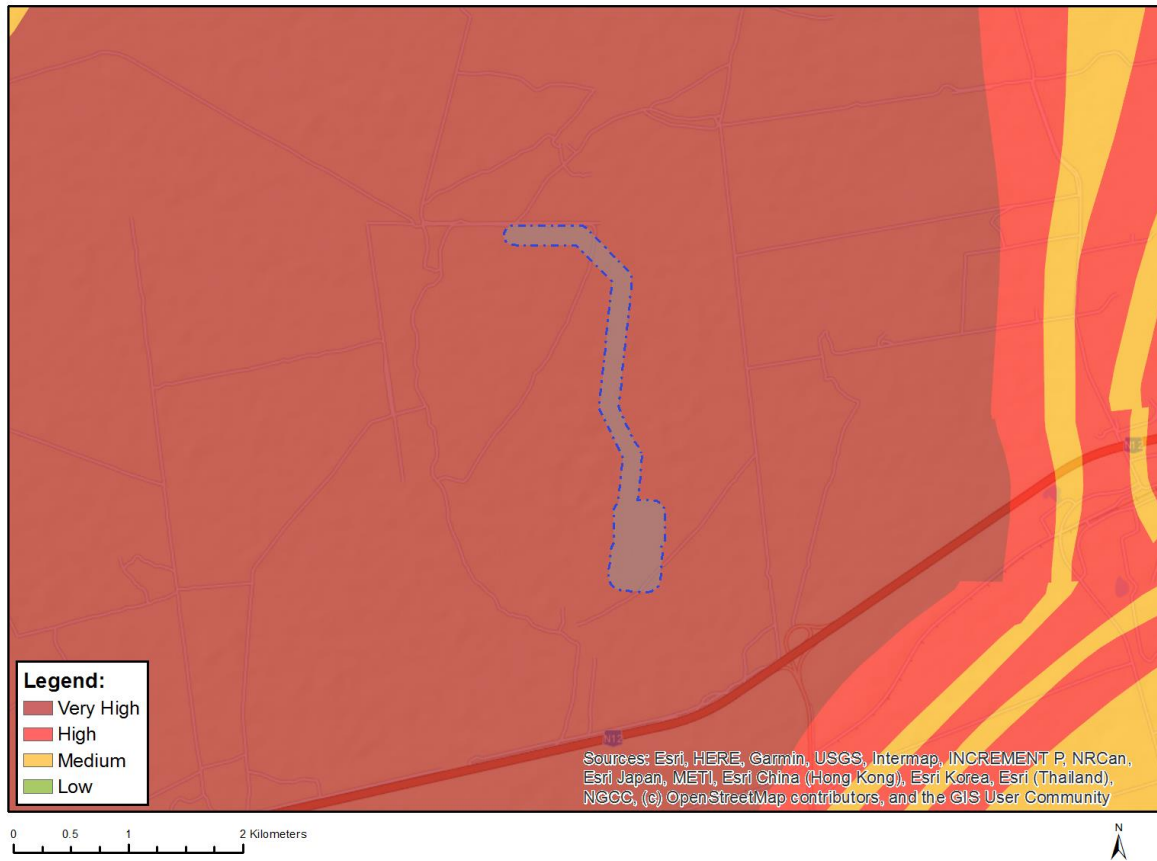 Legend:
Very High
High
Medium
Low
Sources: Esri, HERE, Garmin, USGS, Intermap, INCREMENT P, NRCan,
Esri Japan, METI, Esri China (Hong Kong), Esri Korea, Esri (Thailand),
NGCC, (c) OpenStreetMap contributors, and the GIS User Community
0 0.5 1 2 Kilometers
N